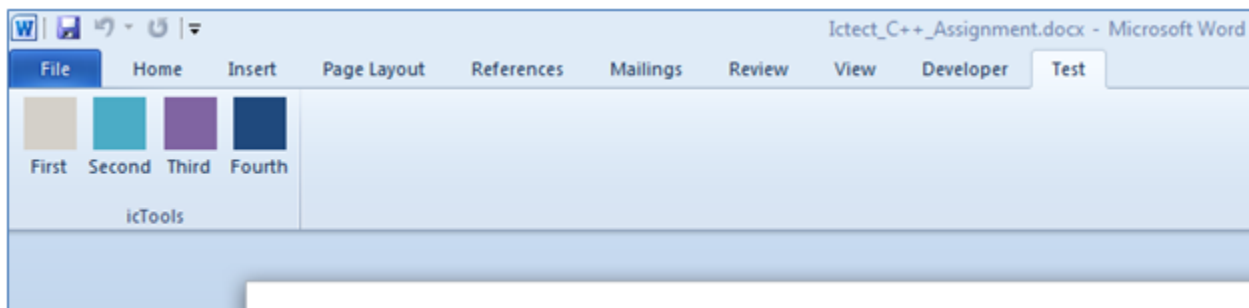 W Ictect_C++_Assignment.docx - Microsoft Word
File Home Insert Page Layout References Mailings Review View Developer Test
First Second Third Fourth
icTools